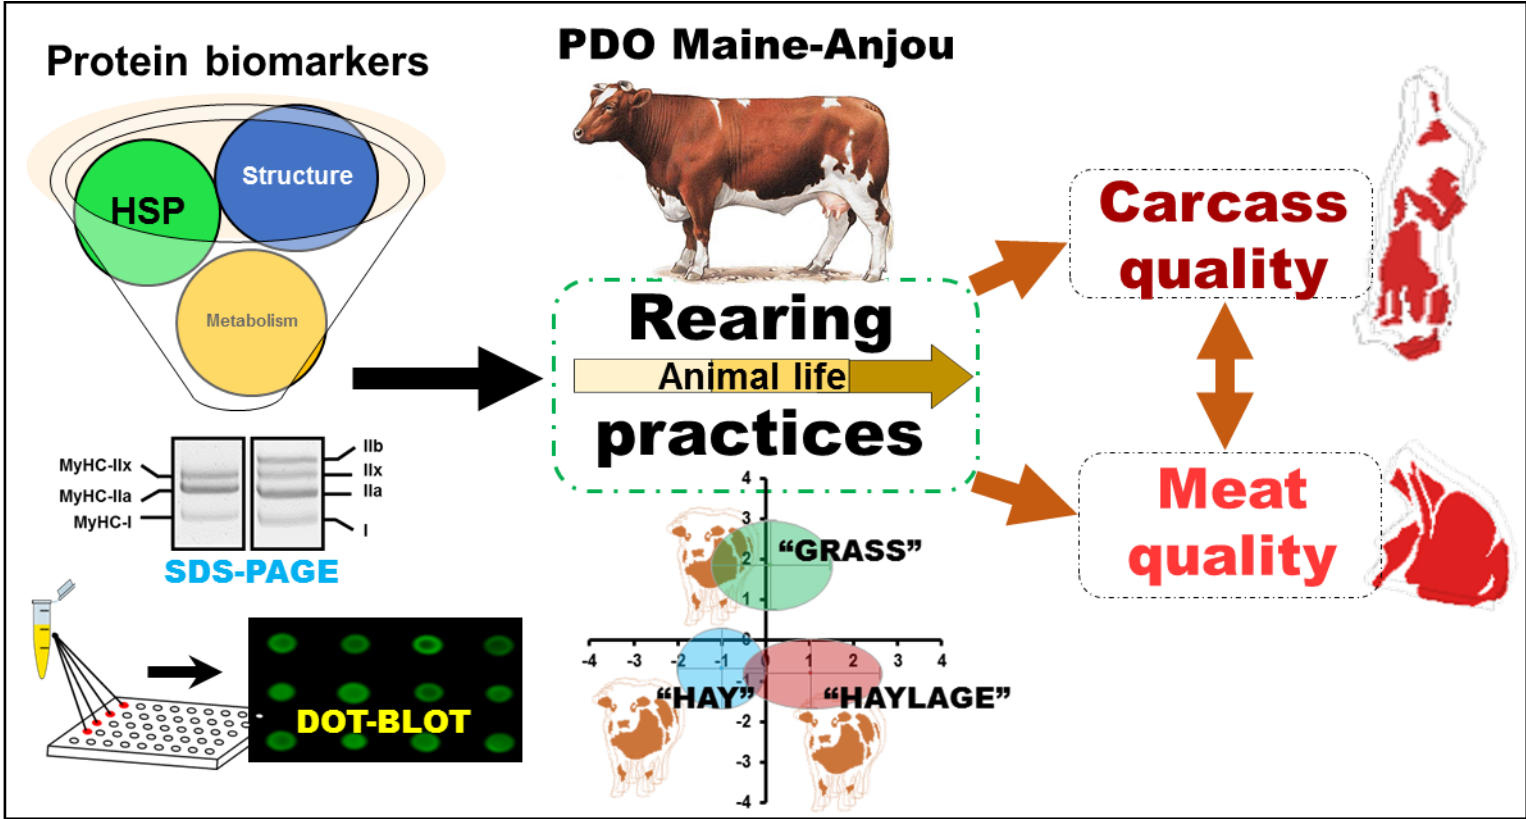 Protein biomarkers
HSP
Structure
Metabolism
MyHC-IIx
MyHC-IIa
MyHC-I
IIb
IIx
IIa
I
SDS-PAGE
DOT-BLOT
PDO Maine-Anjou
Rearing
Animal life
practices
4
3
2
1
0
-4
-3
-2
-1
0
1
2
3
4
-2
-3
-4
“GRASS”
“HAY”
“HAYLAGE”
Carcass
quality
Meat
quality